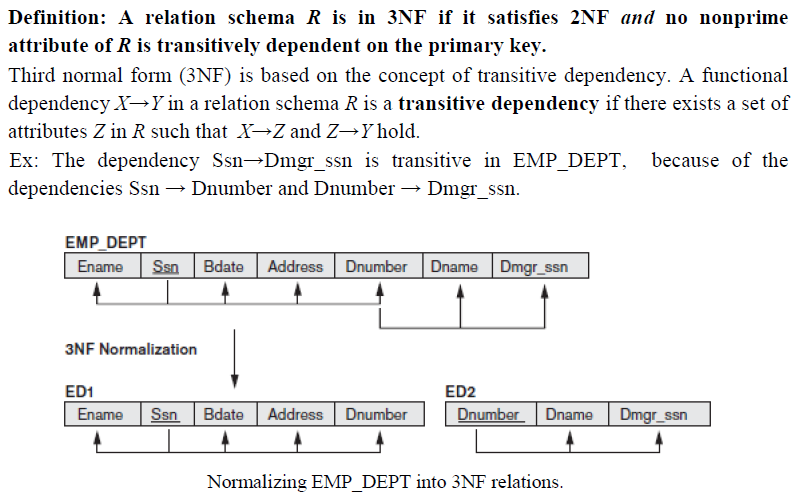 Definition: A relation schema R is in 3NF if it satisfies 2NF and no nonprime
attribute of R is transitively dependent on the primary key.
Third normal form (3NF) is based on the concept of transitive dependency. A functional
dependency X→Y in a relation schema R is a transitive dependency if there exists a set of
attributes Z in R such that X→Z and Z→Y hold.
Ex: The dependency Ssn→Dmgr_ssn is transitive in EMP_DEPT, because of the
dependencies Ssn → Dnumber and Dnumber → Dmgr_ssn.
EMP_DEPT
Ename Ssn Bdate Address Dnumber Dname Dmgr_ssn
3NF Normalization
ED1
Ename Ssn Bdate Address Dnumber
ED2
Dnumber Dname Dmgr_ssn
Normalizing EMP_DEPT into 3NF relations.